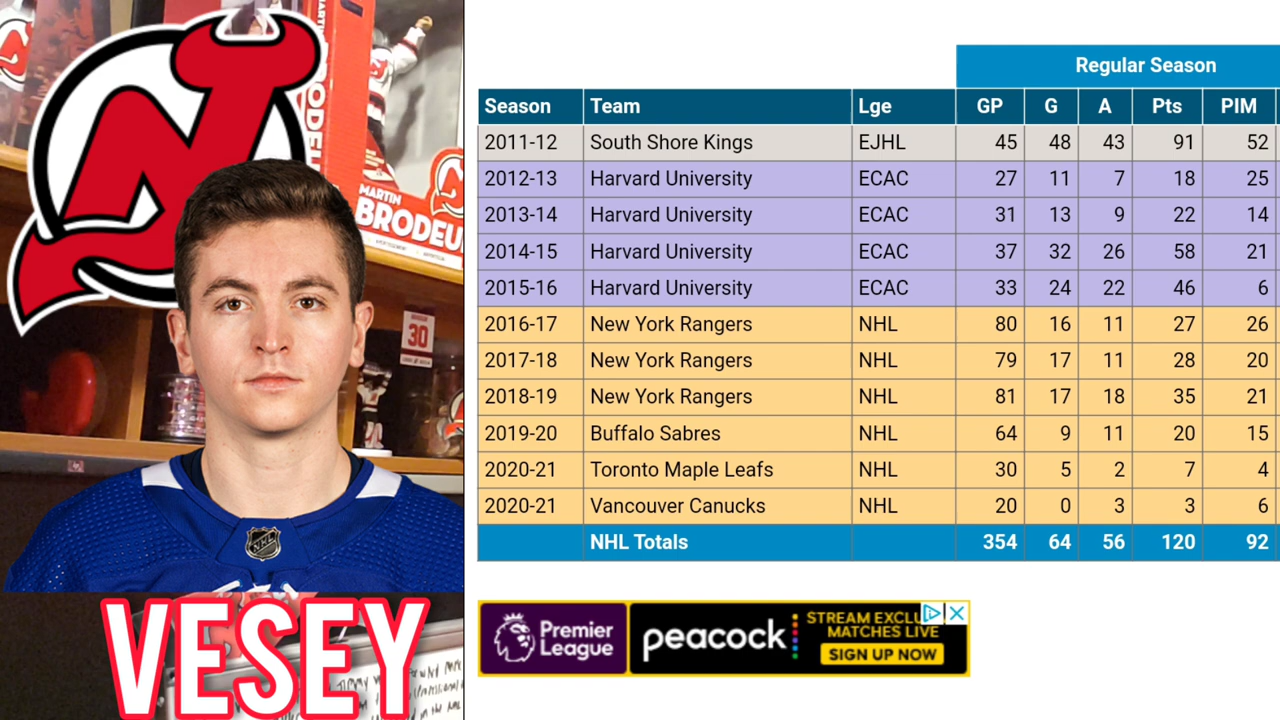 MARTIN
BRODEU
30
VESEY
Regular Season
Season Team Lge GP G A Pts PIM
2011-12 South Shore Kings EJHL 45 48 43 91 52
2012-13 Harvard University ECAC 27 11 7 18 25
2013-14 Harvard University ECAC 31 13 9 22 14
2014-15 Harvard University ECAC 37 32 26 58 21
2015-16 Harvard University ECAC 33 24 22 46 6
2016-17 New York Rangers NHL 80 16 11 27 26
2017-18 New York Rangers NHL 79 17 11 28 20
2018-19 New York Rangers NHL 81 17 18 35 21
2019-20 Buffalo Sabres NHL 64 9 11 20 15
2020-21 Toronto Maple Leafs NHL 30 5 2 7 4
2020-21 Vancouver Canucks NHL 20 0 3 3 6
NHL Totals 354 64 56 120 92
Premier
League
peacock
STREAM EXCLU
MATCHES LIVE
SIGN UP NOW